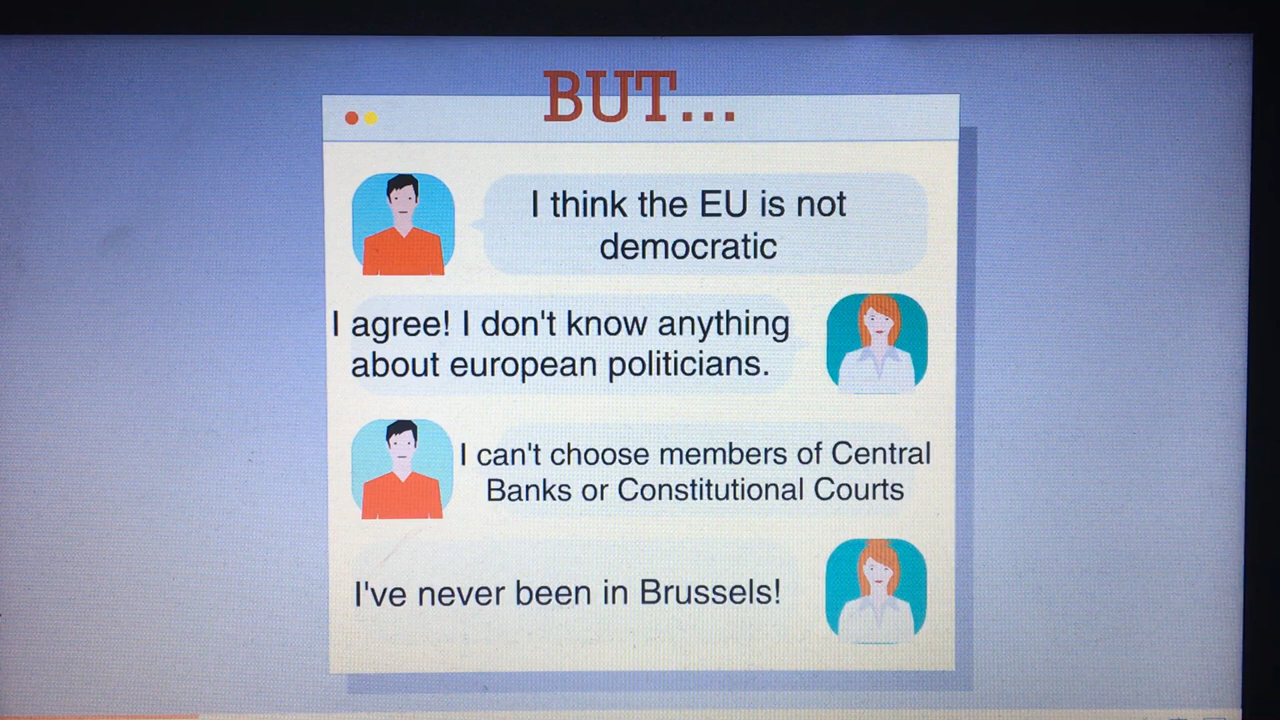 BUT...
I think the EU is not
democratic
I agree! I don't know anything
about european politicians.
I can't choose members of Central
Banks or Constitutional Courts
I've never been in Brussels!